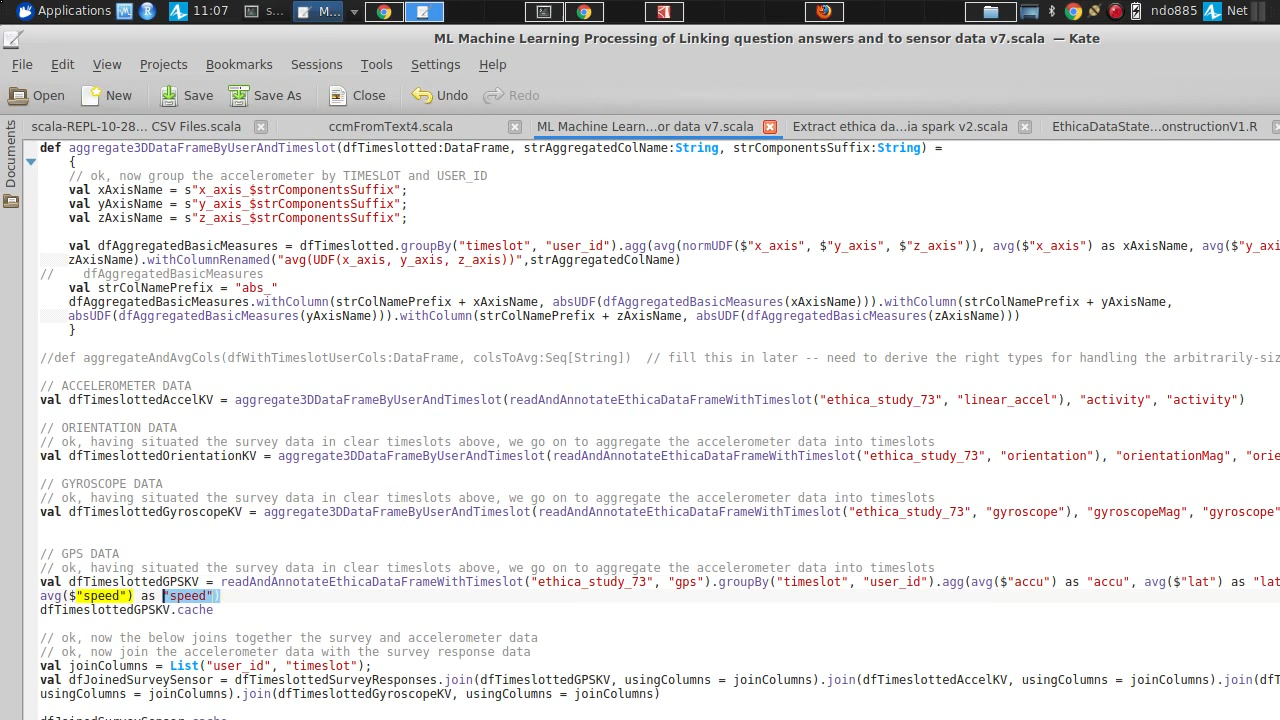 Applications 11:07 s... M... ndo885 Net
ML Machine Learning Processing of Linking question answers and to sensor data v7.scala — Kate
File Edit View Projects Bookmarks Sessions Tools Settings Help
Open New Save Save As Close Undo Redo
scala-REPL-10-28... CSV Files.scala ccmFromText4.scala ML Machine Learn...or data v7.scala Extract ethica da...ia spark v2.scala EthicaDataState...onstructionV1.R
Documents
def aggregate3DDataFrameByUserAndTimeslot(dfTimeslotted:DataFrame, strAggregatedColName:String, strComponentsSuffix:String) =
{
// ok, now group the accelerometer by TIMESLOT and USER_ID
val xAxisName = s"x_axis_$strComponentsSuffix";
val yAxisName = s"y_axis_$strComponentsSuffix";
val zAxisName = s"z_axis_$strComponentsSuffix";
val dfAggregatedBasicMeasures = dfTimeslotted.groupBy("timeslot", "user_id").agg(avg(normUDF($"x_axis", $"y_axis", $"z_axis")), avg($"x_axis") as xAxisName, avg($"y_axi
zAxisName).withColumnRenamed("avg(UDF(x_axis, y_axis, z_axis))",strAggregatedColName)
// dfAggregatedBasicMeasures
val strColNamePrefix = "abs_"
dfAggregatedBasicMeasures.withColumn(strColNamePrefix + xAxisName, absUDF(dfAggregatedBasicMeasures(xAxisName))).withColumn(strColNamePrefix + yAxisName,
absUDF(dfAggregatedBasicMeasures(yAxisName))).withColumn(strColNamePrefix + zAxisName, absUDF(dfAggregatedBasicMeasures(zAxisName)))
}
//def aggregateAndAvgCols(dfWithTimeslotUserCols:DataFrame, colsToAvg:Seq[String]) // fill this in later -- need to derive the right types for handling the arbitrarily-siz
// ACCELEROMETER DATA
val dfTimeslottedAccelKV = aggregate3DDataFrameByUserAndTimeslot(readAndAnnotateEthicaDataFrameWithTimeslot("ethica_study_73", "linear_accel"), "activity", "activity")
// ORIENTATION DATA
// ok, having situated the survey data in clear timeslots above, we go on to aggregate the accelerometer data into timeslots
val dfTimeslottedOrientationKV = aggregate3DDataFrameByUserAndTimeslot(readAndAnnotateEthicaDataFrameWithTimeslot("ethica_study_73", "orientation"), "orientationMag", "orie
// GYROSCOPE DATA
// ok, having situated the survey data in clear timeslots above, we go on to aggregate the accelerometer data into timeslots
val dfTimeslottedGyroscopeKV = aggregate3DDataFrameByUserAndTimeslot(readAndAnnotateEthicaDataFrameWithTimeslot("ethica_study_73", "gyroscope"), "gyroscopeMag", "gyroscope"
// GPS DATA
// ok, having situated the survey data in clear timeslots above, we go on to aggregate the accelerometer data into timeslots
val dfTimeslottedGPSKV = readAndAnnotateEthicaDataFrameWithTimeslot("ethica_study_73", "gps").groupBy("timeslot", "user_id").agg(avg($"accu") as "accu", avg($"lat") as "lat
avg($"speed") as "speed")
dfTimeslottedGPSKV.cache
// ok, now the below joins together the survey and accelerometer data
// ok, now join the accelerometer data with the survey response data
val joinColumns = List("user_id", "timeslot");
val dfJoinedSurveySensor = dfTimeslottedSurveyResponses.join(dfTimeslottedGPSKV, usingColumns = joinColumns).join(dfTimeslottedAccelKV, usingColumns = joinColumns).join(dfT
usingColumns = joinColumns).join(dfTimeslottedGyroscopeKV, usingColumns = joinColumns)
dfJoinedSurveySensor.cache